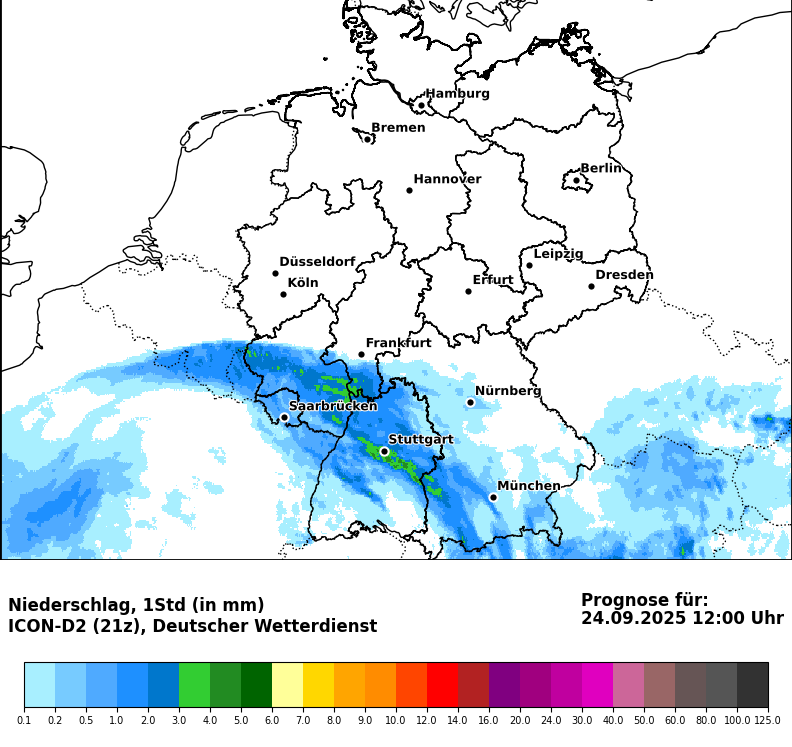 Hamburg
Bremen
Berlin
Hannover
Leipzig
Düsseldorf
Dresden
Köln
Erfurt
Frankfurt
Nürnberg
Saarbrücken
Stuttgart
München
Niederschlag, 1Std (in mm)
ICON-D2 (21z), Deutscher Wetterdienst
Prognose für:
24.09.2025 12:00 Uhr
0.1 0.2 0.5 1.0 2.0 3.0 4.0 5.0 6.0 7.0 8.0 9.0 10.0 12.0 14.0 16.0 20.0 24.0 30.0 40.0 50.0 60.0 80.0 100.0 125.0